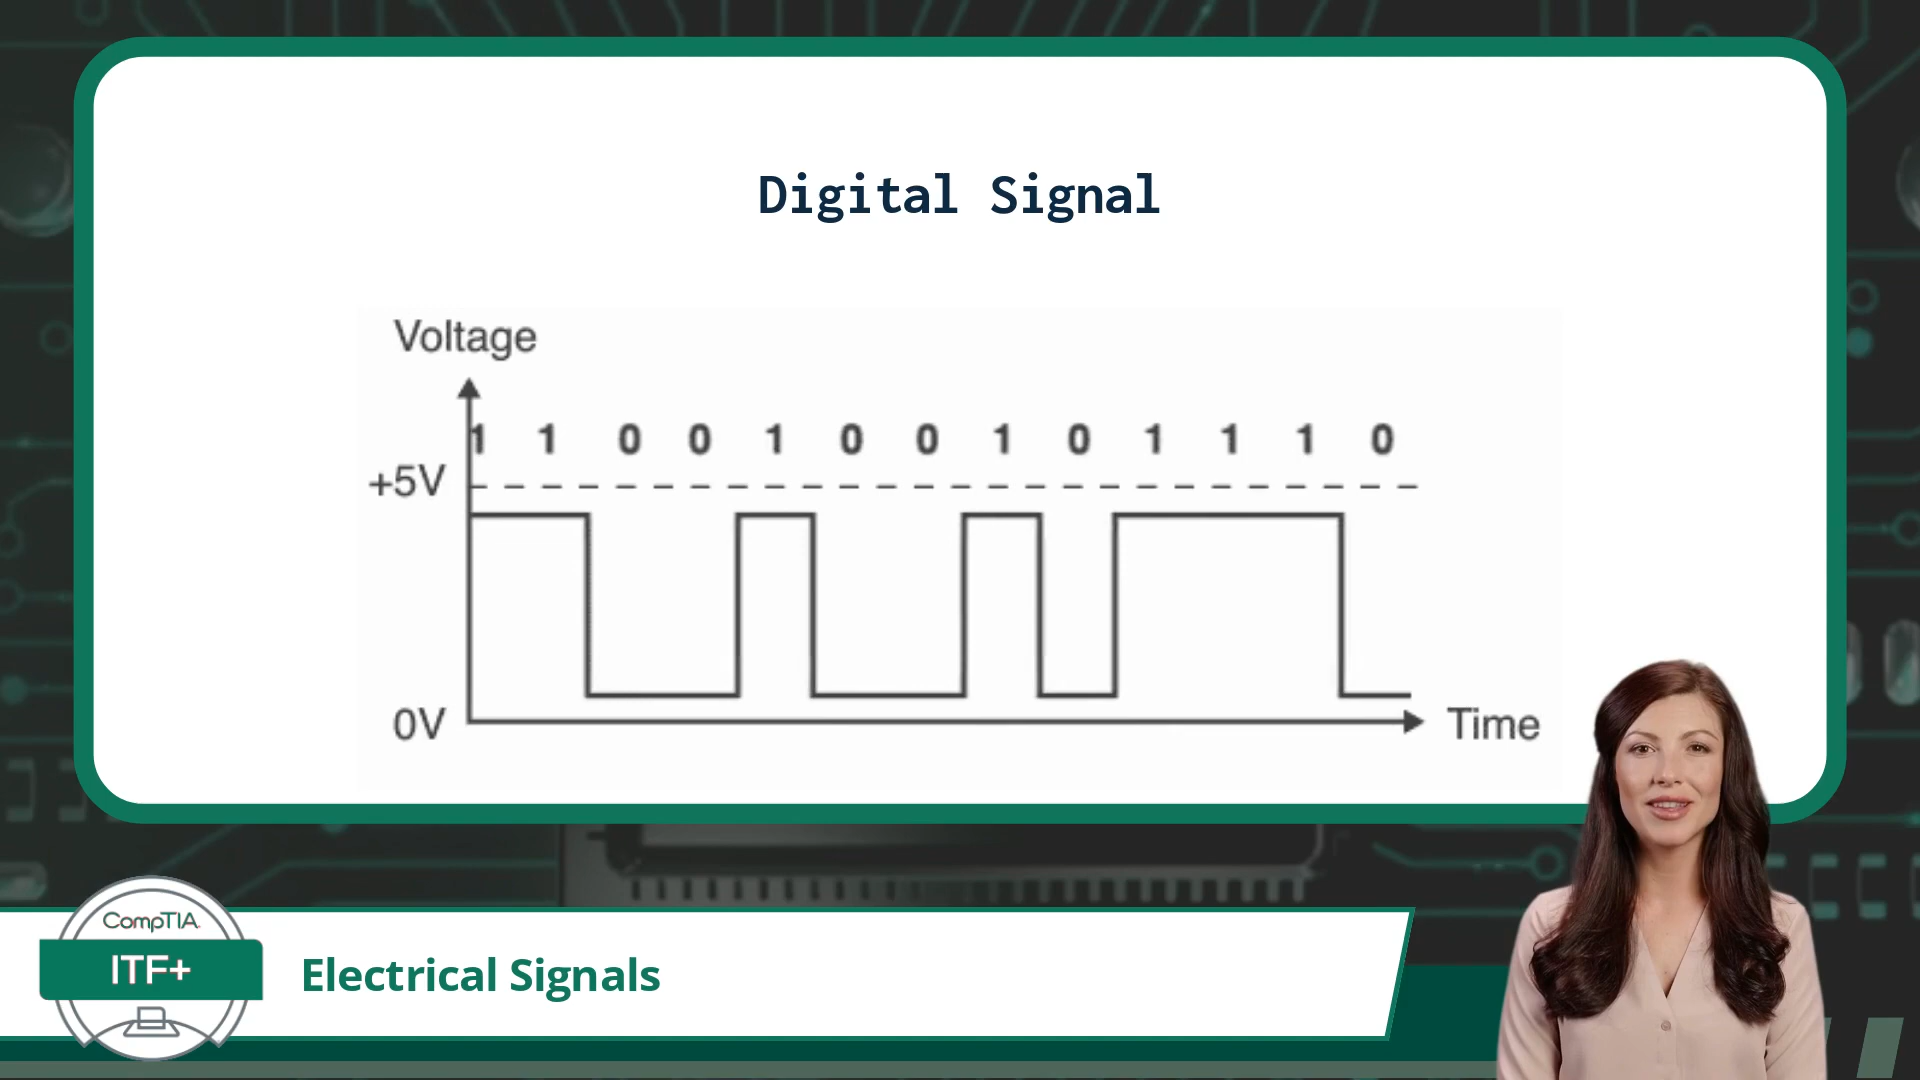 Digital Signal
Voltage
1 1 0 0 1 0 0 1 0 1 1 1 0
+5V
0V
Time
CompTIA
ITF+
Electrical Signals